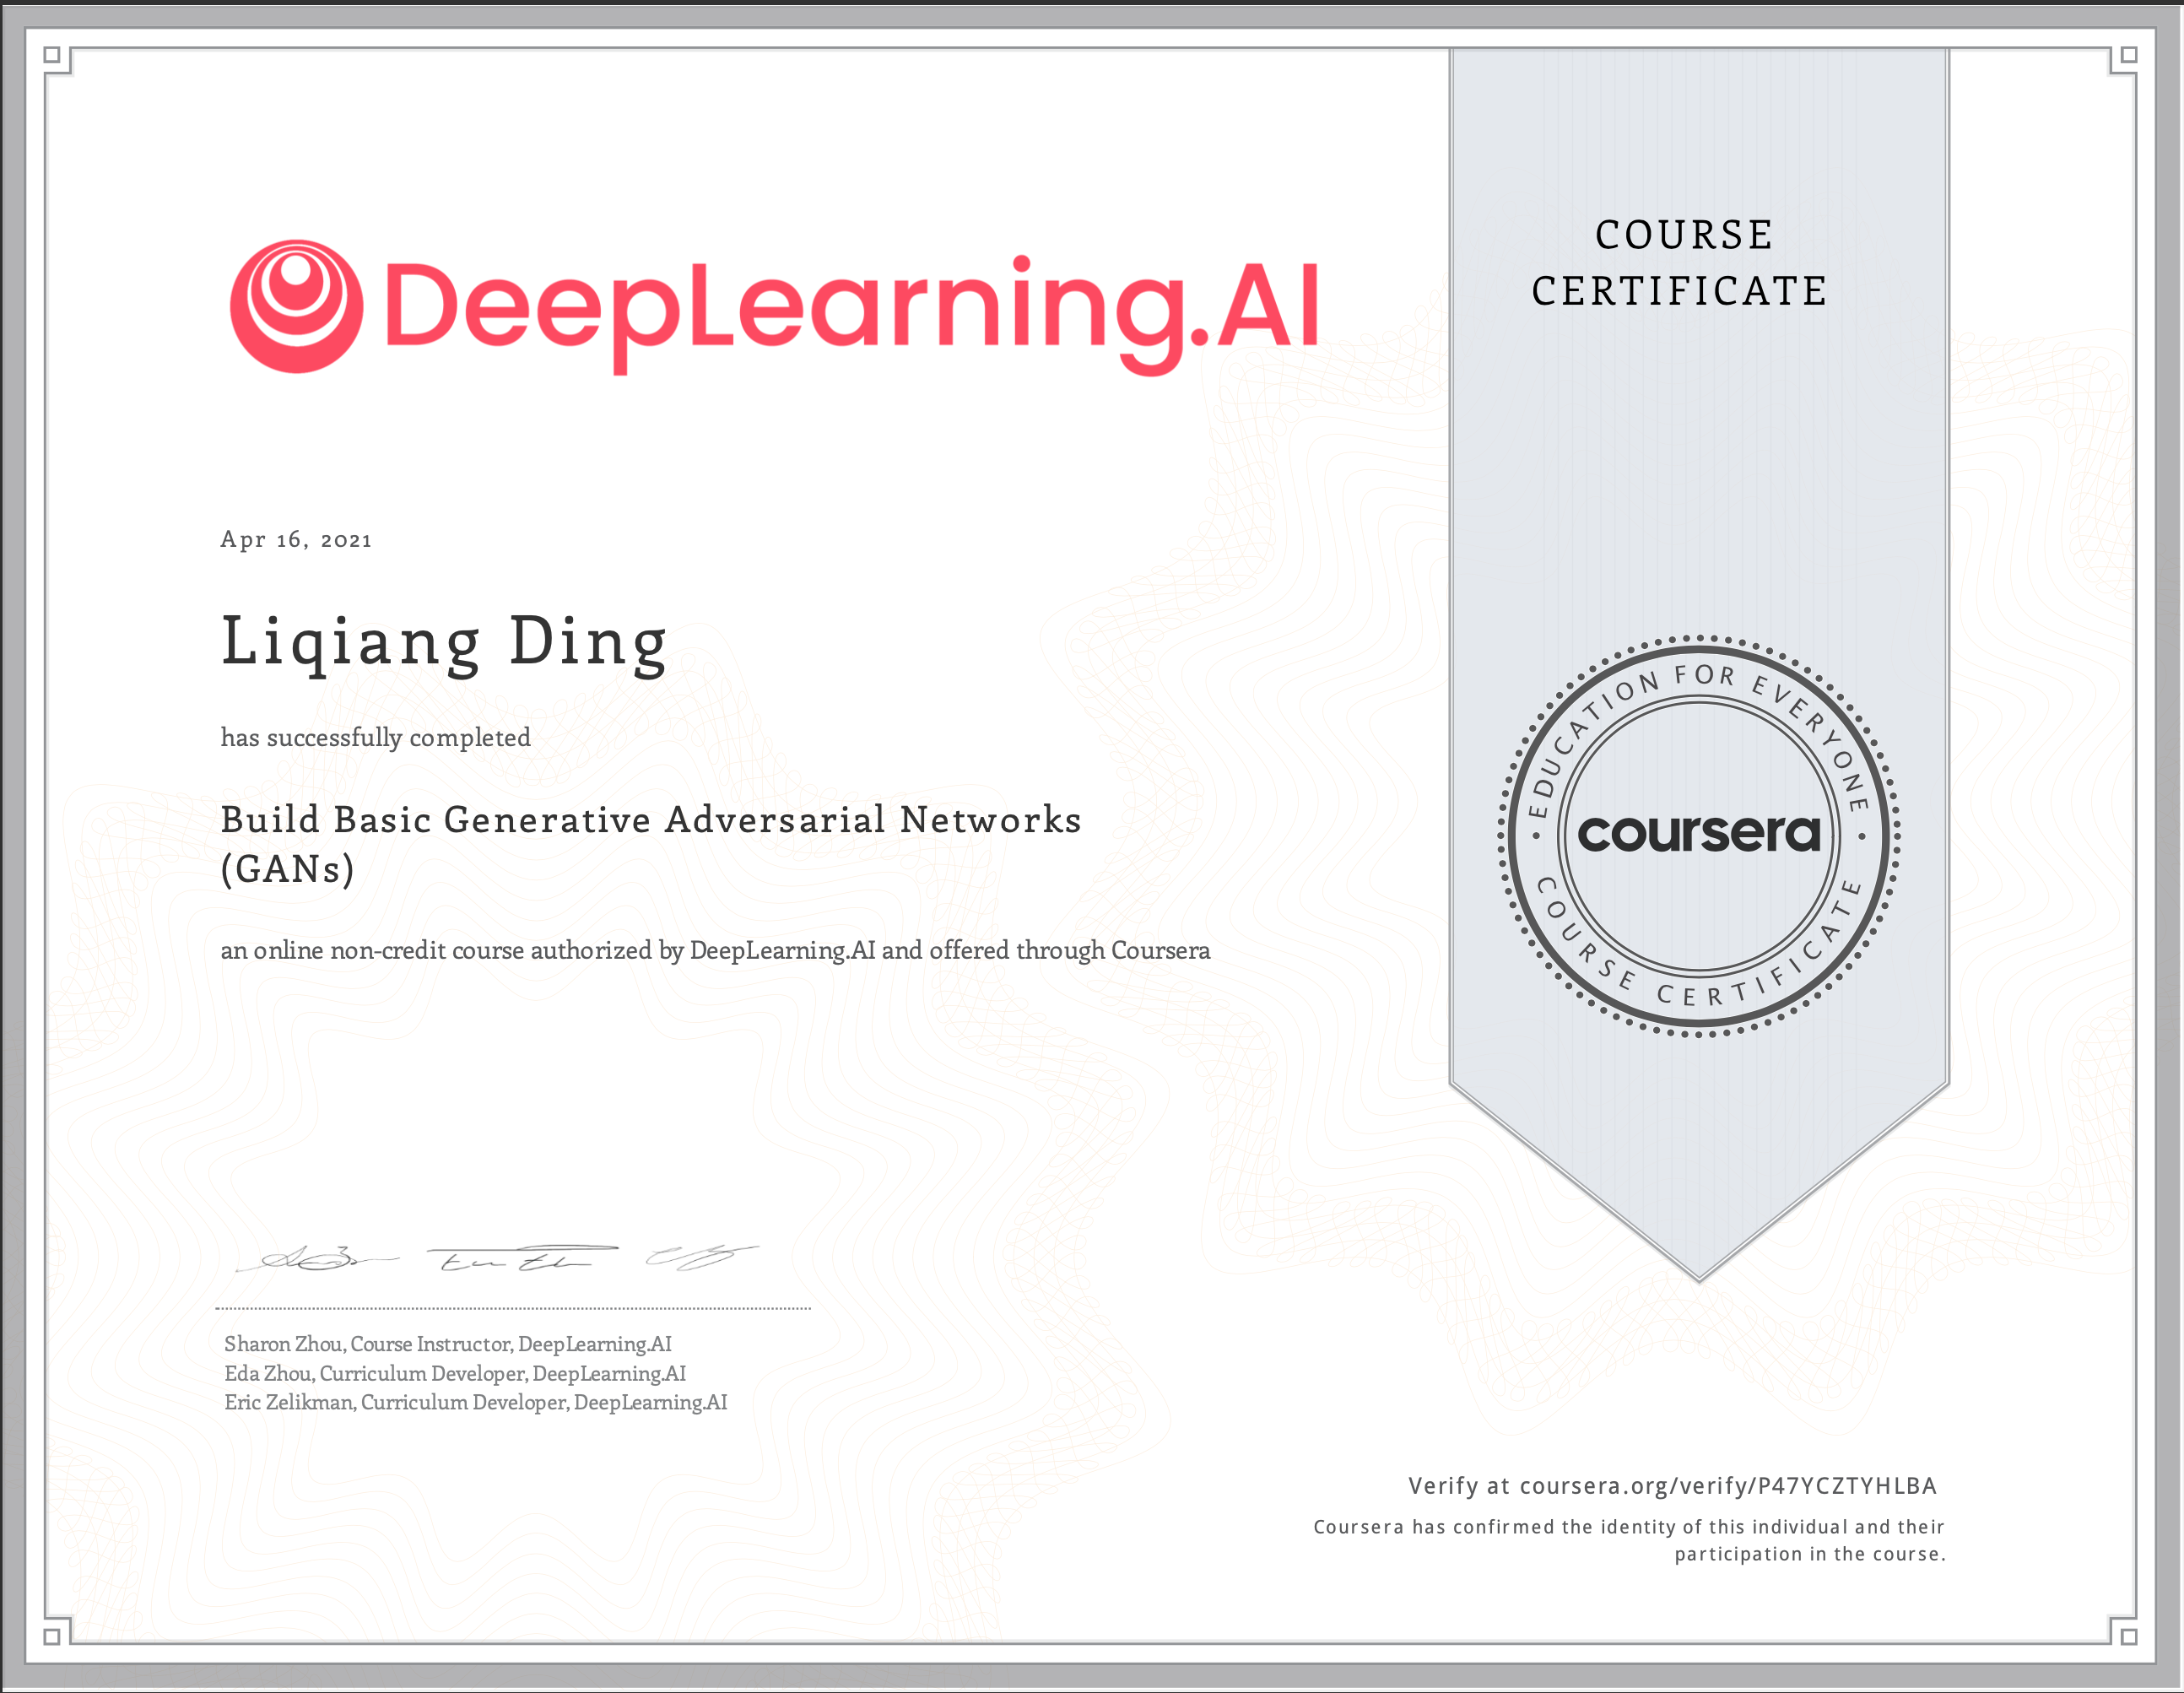 DeepLearning.AI
COURSE
CERTIFICATE
Apr 16, 2021
Liqiang Ding
has successfully completed
Build Basic Generative Adversarial Networks
(GANs)
an online non-credit course authorized by DeepLearning.AI and offered through Coursera
EDUCATION FOR EVERYONE
coursera
COURSE CERTIFICATE
Sharon Zhou, Course Instructor, DeepLearning.AI
Eda Zhou, Curriculum Developer, DeepLearning.AI
Eric Zelikman, Curriculum Developer, DeepLearning.AI
Verify at coursera.org/verify/P47YCZTYHLBA
Coursera has confirmed the identity of this individual and their
participation in the course.